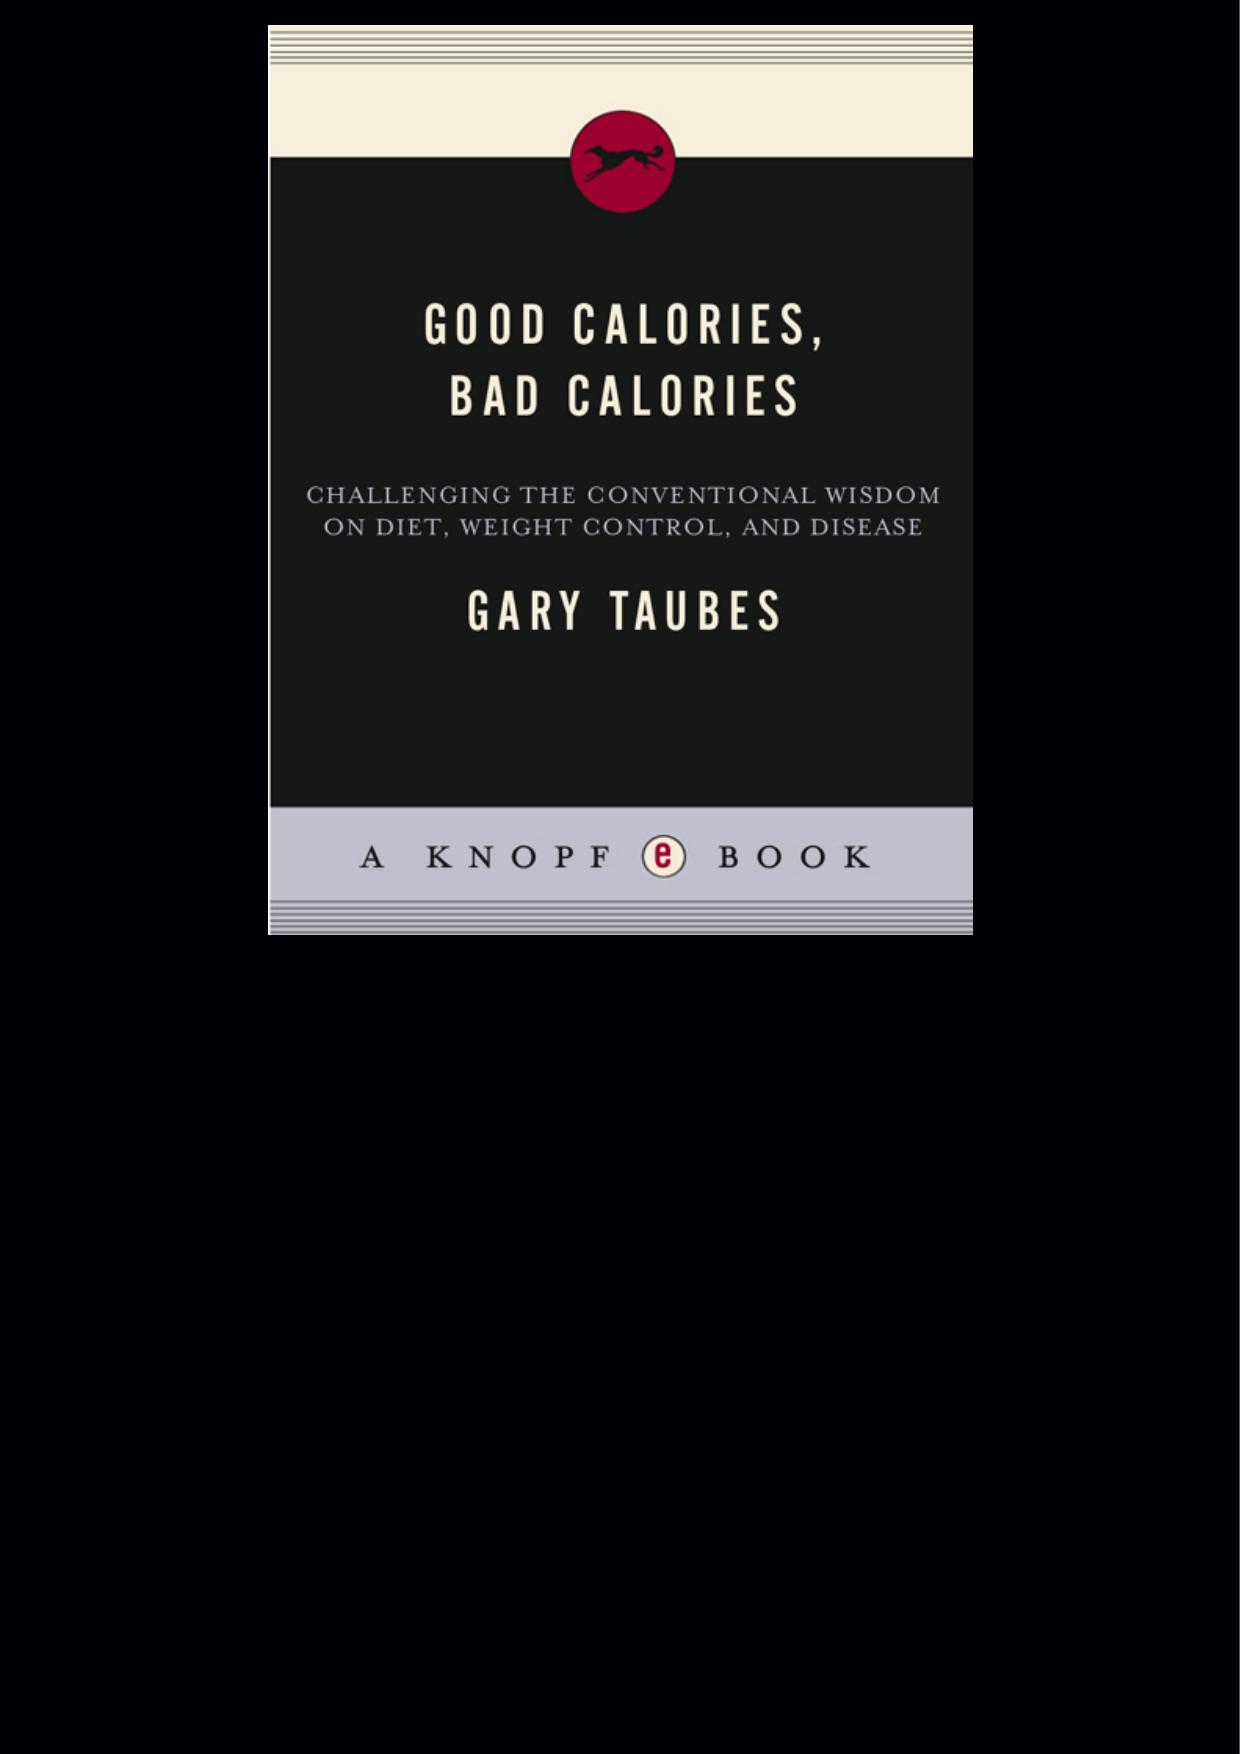 GOOD CALORIES,
BAD CALORIES
CHALLENGING THE CONVENTIONAL WISDOM
ON DIET, WEIGHT CONTROL, AND DISEASE
GARY TAUBES
A KNOPF e BOOK